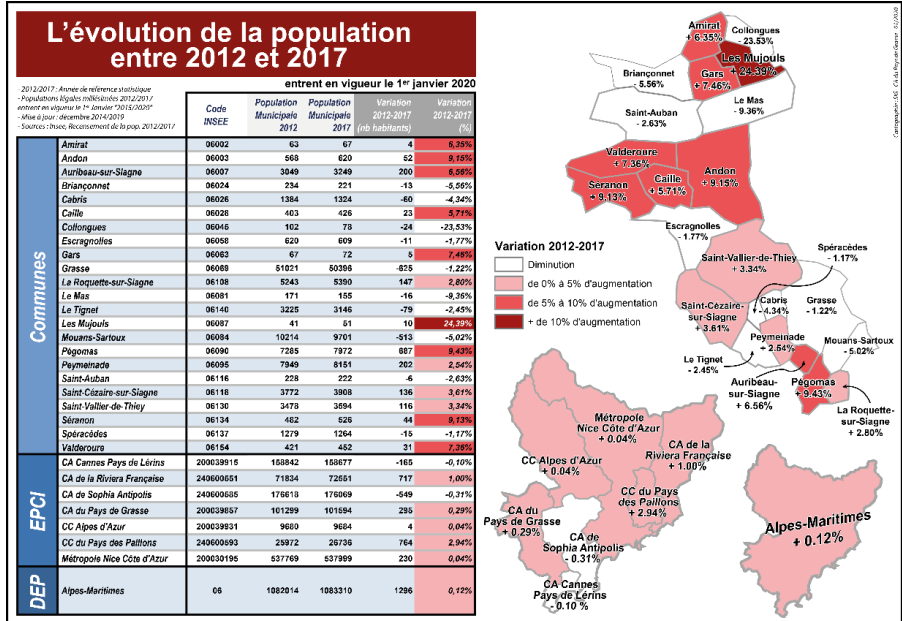 L'évolution de la population
entre 2012 et 2017
entrent en vigueur le 1er janvier 2020
- 2012/2017 : Année de référence statistique
- Populations légales millésimées 2012/2017
entrent en vigueur le 1er Janvier "2015/2020"
- Mise à jour : décembre 2014/2019
- Sources : Insee, Recensement de la pop. 2012/2017
Code INSEE
Population Municipale 2012
Population Municipale 2017
Variation 2012-2017 (nb habitants)
Variation 2012-2017 (%)
Communes
Amirat 06002 63 67 4 6,35%
Andon 06003 568 620 52 9,15%
Auribeau-sur-Siagne 06007 3049 3249 200 6,56%
Briançonnet 06024 234 221 -13 -5,56%
Cabris 06026 1384 1324 -60 -4,34%
Caille 06028 403 426 23 5,71%
Collongues 06045 102 78 -24 -23,53%
Escragnolles 06058 620 609 -11 -1,77%
Gars 06063 67 72 5 7,46%
Grasse 06069 51021 50396 -625 -1,22%
La Roquette-sur-Siagne 06108 5243 5390 147 2,80%
Le Mas 06081 171 155 -16 -9,36%
Le Tignet 06140 3225 3146 -79 -2,45%
Les Mujouls 06087 41 51 10 24,39%
Mouans-Sartoux 06084 10214 9701 -513 -5,02%
Pégomas 06090 7285 7972 687 9,43%
Peymeinade 06095 7949 8151 202 2,54%
Saint-Auban 06116 228 222 -6 -2,63%
Saint-Cézaire-sur-Siagne 06118 3772 3908 136 3,61%
Saint-Vallier-de-Thiey 06130 3478 3594 116 3,34%
Séranon 06134 482 526 44 9,13%
Spéracèdes 06137 1279 1264 -15 -1,17%
Valderoure 06154 421 452 31 7,36%
EPCI
CA Cannes Pays de Lérins 200039915 158842 158677 -165 -0,10%
CA de la Riviera Française 240600551 71834 72551 717 1,00%
CA de Sophia Antipolis 240600585 176618 176069 -549 -0,31%
CA du Pays de Grasse 200039857 101299 101594 295 0,29%
CC Alpes d'Azur 200039931 9680 9684 4 0,04%
CC du Pays des Paillons 240600593 25972 26736 764 2,94%
Métropole Nice Côte d'Azur 200030195 537769 537999 230 0,04%
DEP
Alpes-Maritimes 06 1082014 1083310 1296 0,12%
Amirat
+ 6.35%
Collongues
- 23.53%
Les Mujouls
+ 24.39%
Gars
+ 7.46%
Briançonnet
- 5.56%
Le Mas
- 9.36%
Saint-Auban
- 2.63%
Valderoure
+ 7.36%
Andon
+ 9.15%
Caille
+ 5.71%
Séranon
+ 9.13%
Escragnolles
- 1.77%
Saint-Vallier-de-Thiey
+ 3.34%
Spéracèdes
- 1.17%
Saint-Cézaire-
sur-Siagne
+ 3.61%
Cabris
- 4.34%
Grasse
- 1.22%
Peymeinade
+ 2.54%
Mouans-Sartoux
- 5.02%
Le Tignet
- 2.45%
Auribeau-
sur-Siagne
+ 6.56%
Pégomas
+ 9.43%
La Roquette-
sur-Siagne
+ 2.80%
Variation 2012-2017
Diminution
de 0% à 5% d'augmentation
de 5% à 10% d'augmentation
+ de 10% d'augmentation
Métropole
Nice Côte d'Azur
+ 0.04%
CC Alpes d'Azur
+ 0.04%
CA de la
Riviera Française
+ 1.00%
CC du Pays
des Paillons
+ 2.94%
CA du
Pays de Grasse
+ 0.29%
CA de
Sophia Antipolis
- 0.31%
CA Cannes
Pays de Lérins
- 0.10 %
Alpes-Maritimes
+ 0.12%